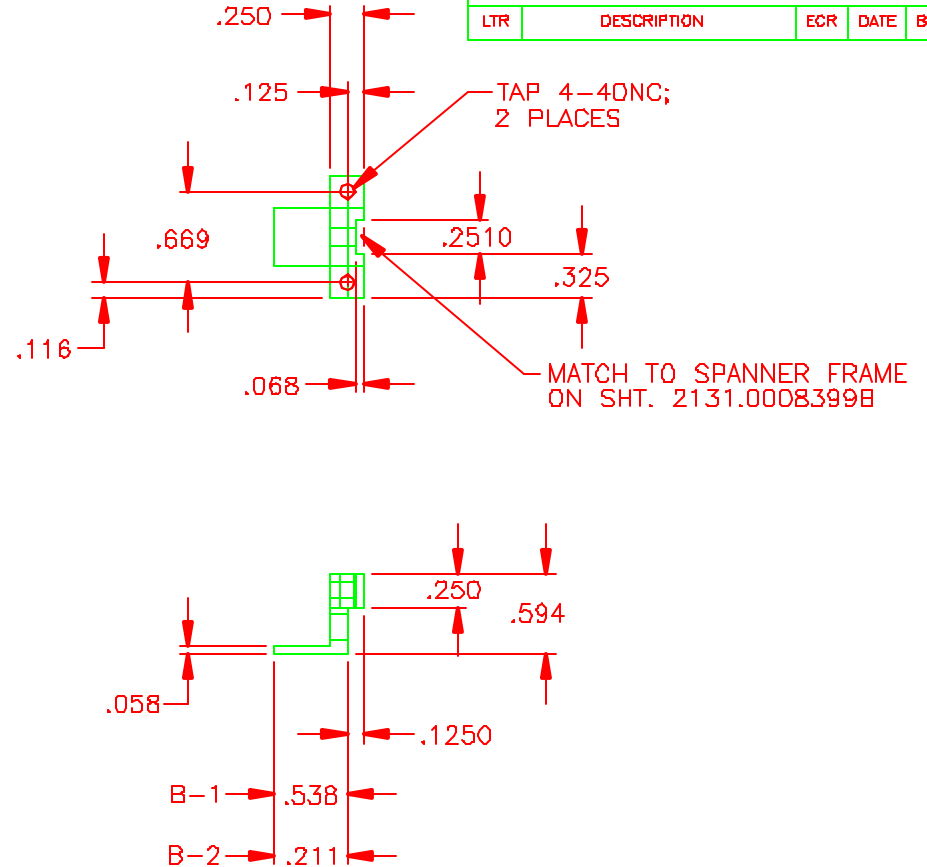 .250
LTR DESCRIPTION ECR DATE
.125
TAP 4-40NC;
2 PLACES
.669
.2510
.325
.116
.068
MATCH TO SPANNER FRAME
ON SHT. 2131.0008399B
.250
.594
.058
.1250
B-1 .538
B-2 .211